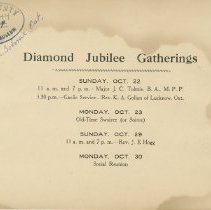 Diamond Jubilee Gatherings
SUNDAY, OCT. 22
11 a. m. and 7 p. m. - Major J. C. Tolmie B. A., M. P. P.
3.30 p.m. - Gaelic Service - Rev. K. A. Gollan of Lucknow, Ont.
MONDAY, OCT. 23
Old-Time Swairee (or Soiree)
SUNDAY, OCT. 29
11 a. m. and 7 p. m. - Rev. J. E Hogg
MONDAY, OCT. 30
Social Reunion